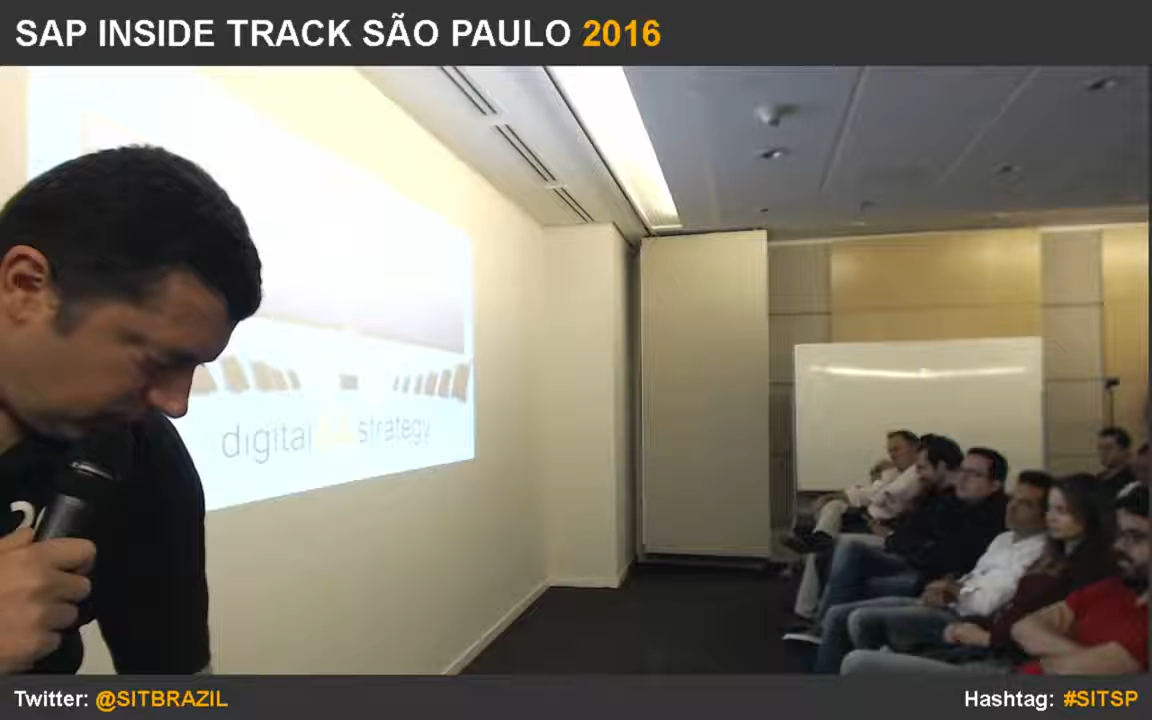 SAP INSIDE TRACK SÃO PAULO 2016
digital strategy
Twitter: @SITBRAZIL
Hashtag: #SITSP